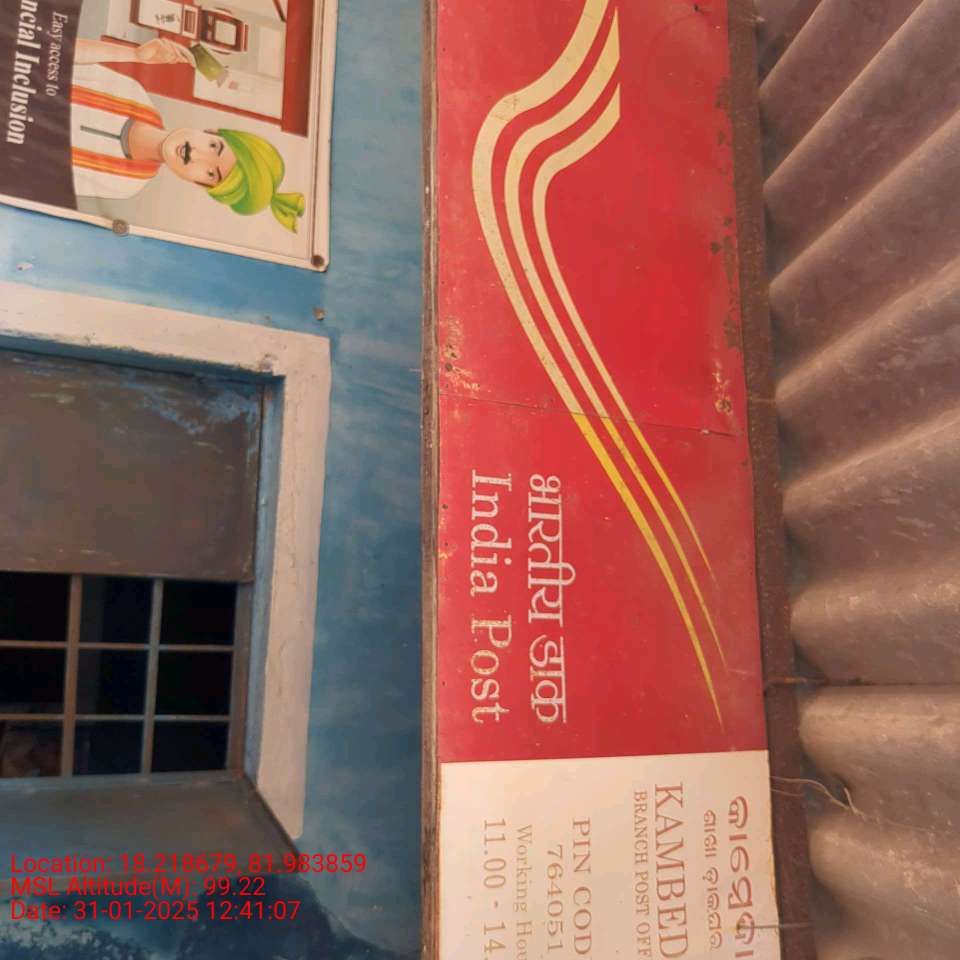 Easy access to
ncial Inclusion
भारतीय डाक
India Post
KAMBED
BRANCH POST OFF
PIN COD
764051
Working Hou
11.00 - 14.
Location: 18.218679, 81.983859
MSL Altitude(M): 99.22
Date: 31-01-2025 12:41:07